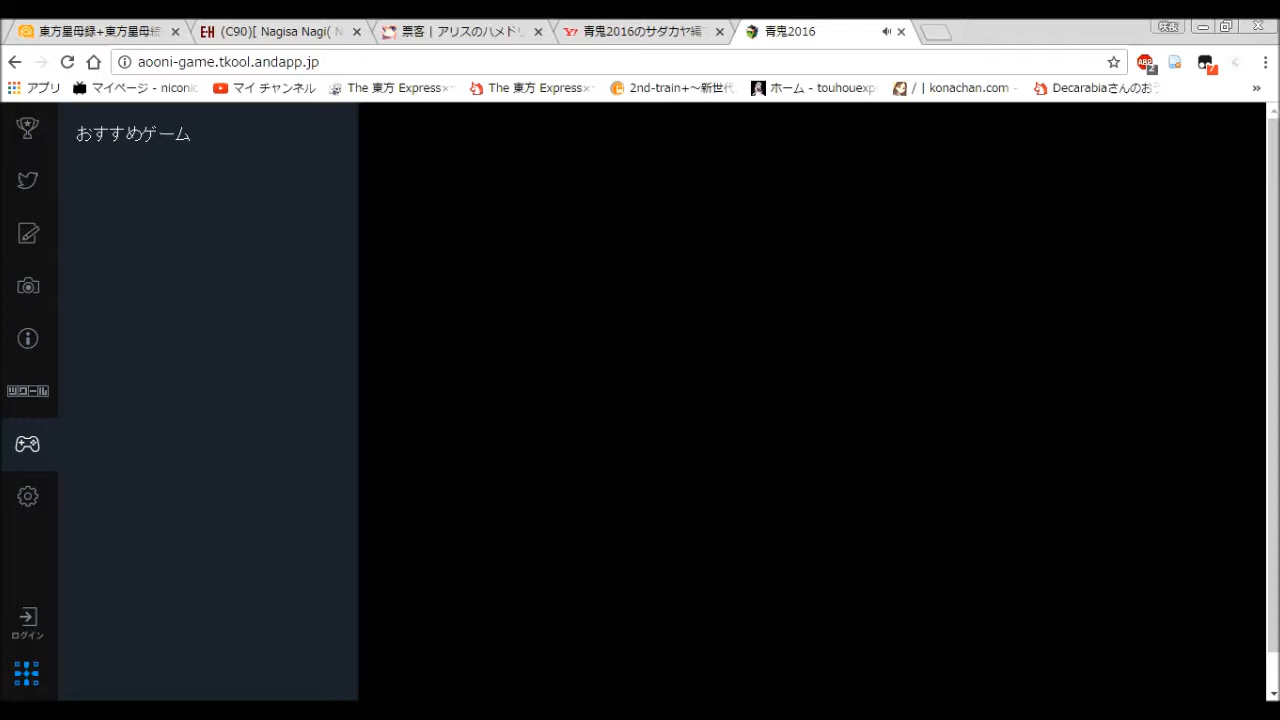 東方星母録+東方星母続
(C90)[ Nagisa Nagi( N
票客 | アリスのハメドリ
青鬼2016のサダカヤ編
青鬼2016
aooni-game.tkool.andapp.jp
アプリ
マイページ - niconic
マイ チャンネル
The 東方 Express×
The 東方 Express×
2nd-train+～新世代
ホーム - touhouexp
/ | konachan.com -
Decarabiaさんのお
»
おすすめゲーム
ツクール
ログイン